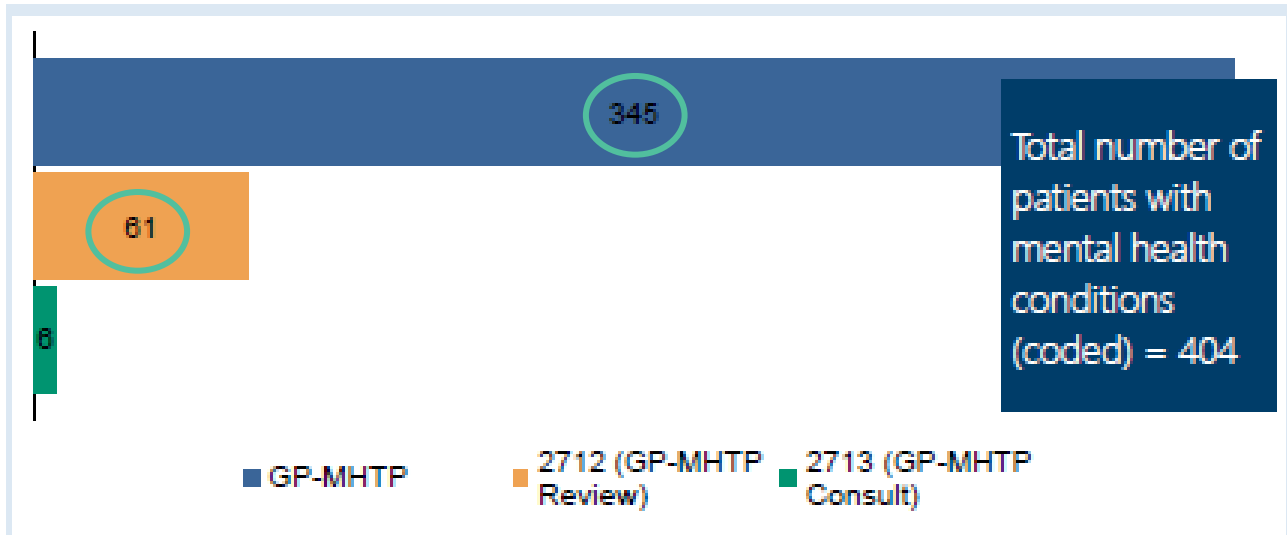 345
61
6
Total number of
patients with
mental health
conditions
(coded) = 404
GP-MHTP
2712 (GP-MHTP
Review)
2713 (GP-MHTP
Consult)